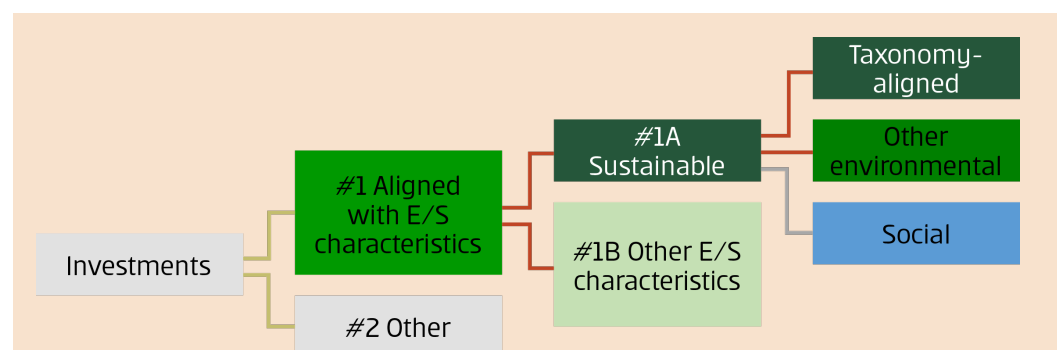 Investments
#1 Aligned
with E/S
characteristics
#2 Other
#1A
Sustainable
#1B Other E/S
characteristics
Taxonomy-
aligned
Other
environmental
Social